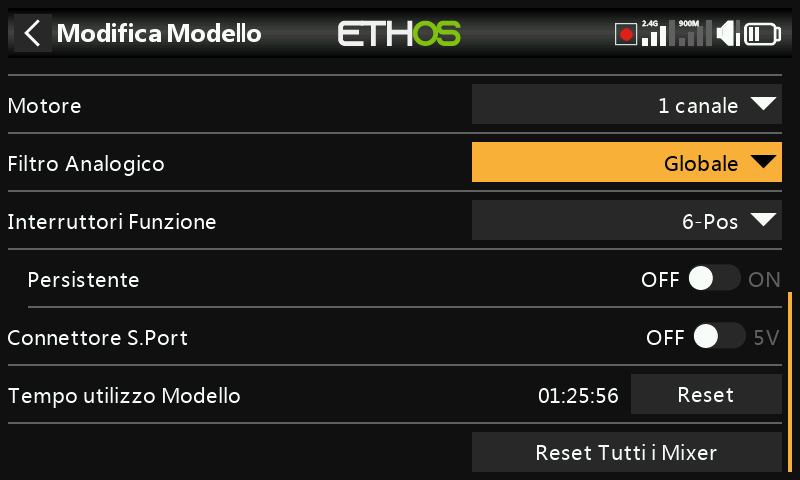 Modifica Modello ETHOS 2.4G 900M
Motore 1 canale
Filtro Analogico Globale
Interruttori Funzione 6-Pos
Persistente OFF ON
Connettore S.Port OFF 5V
Tempo utilizzo Modello 01:25:56 Reset
Reset Tutti i Mixer